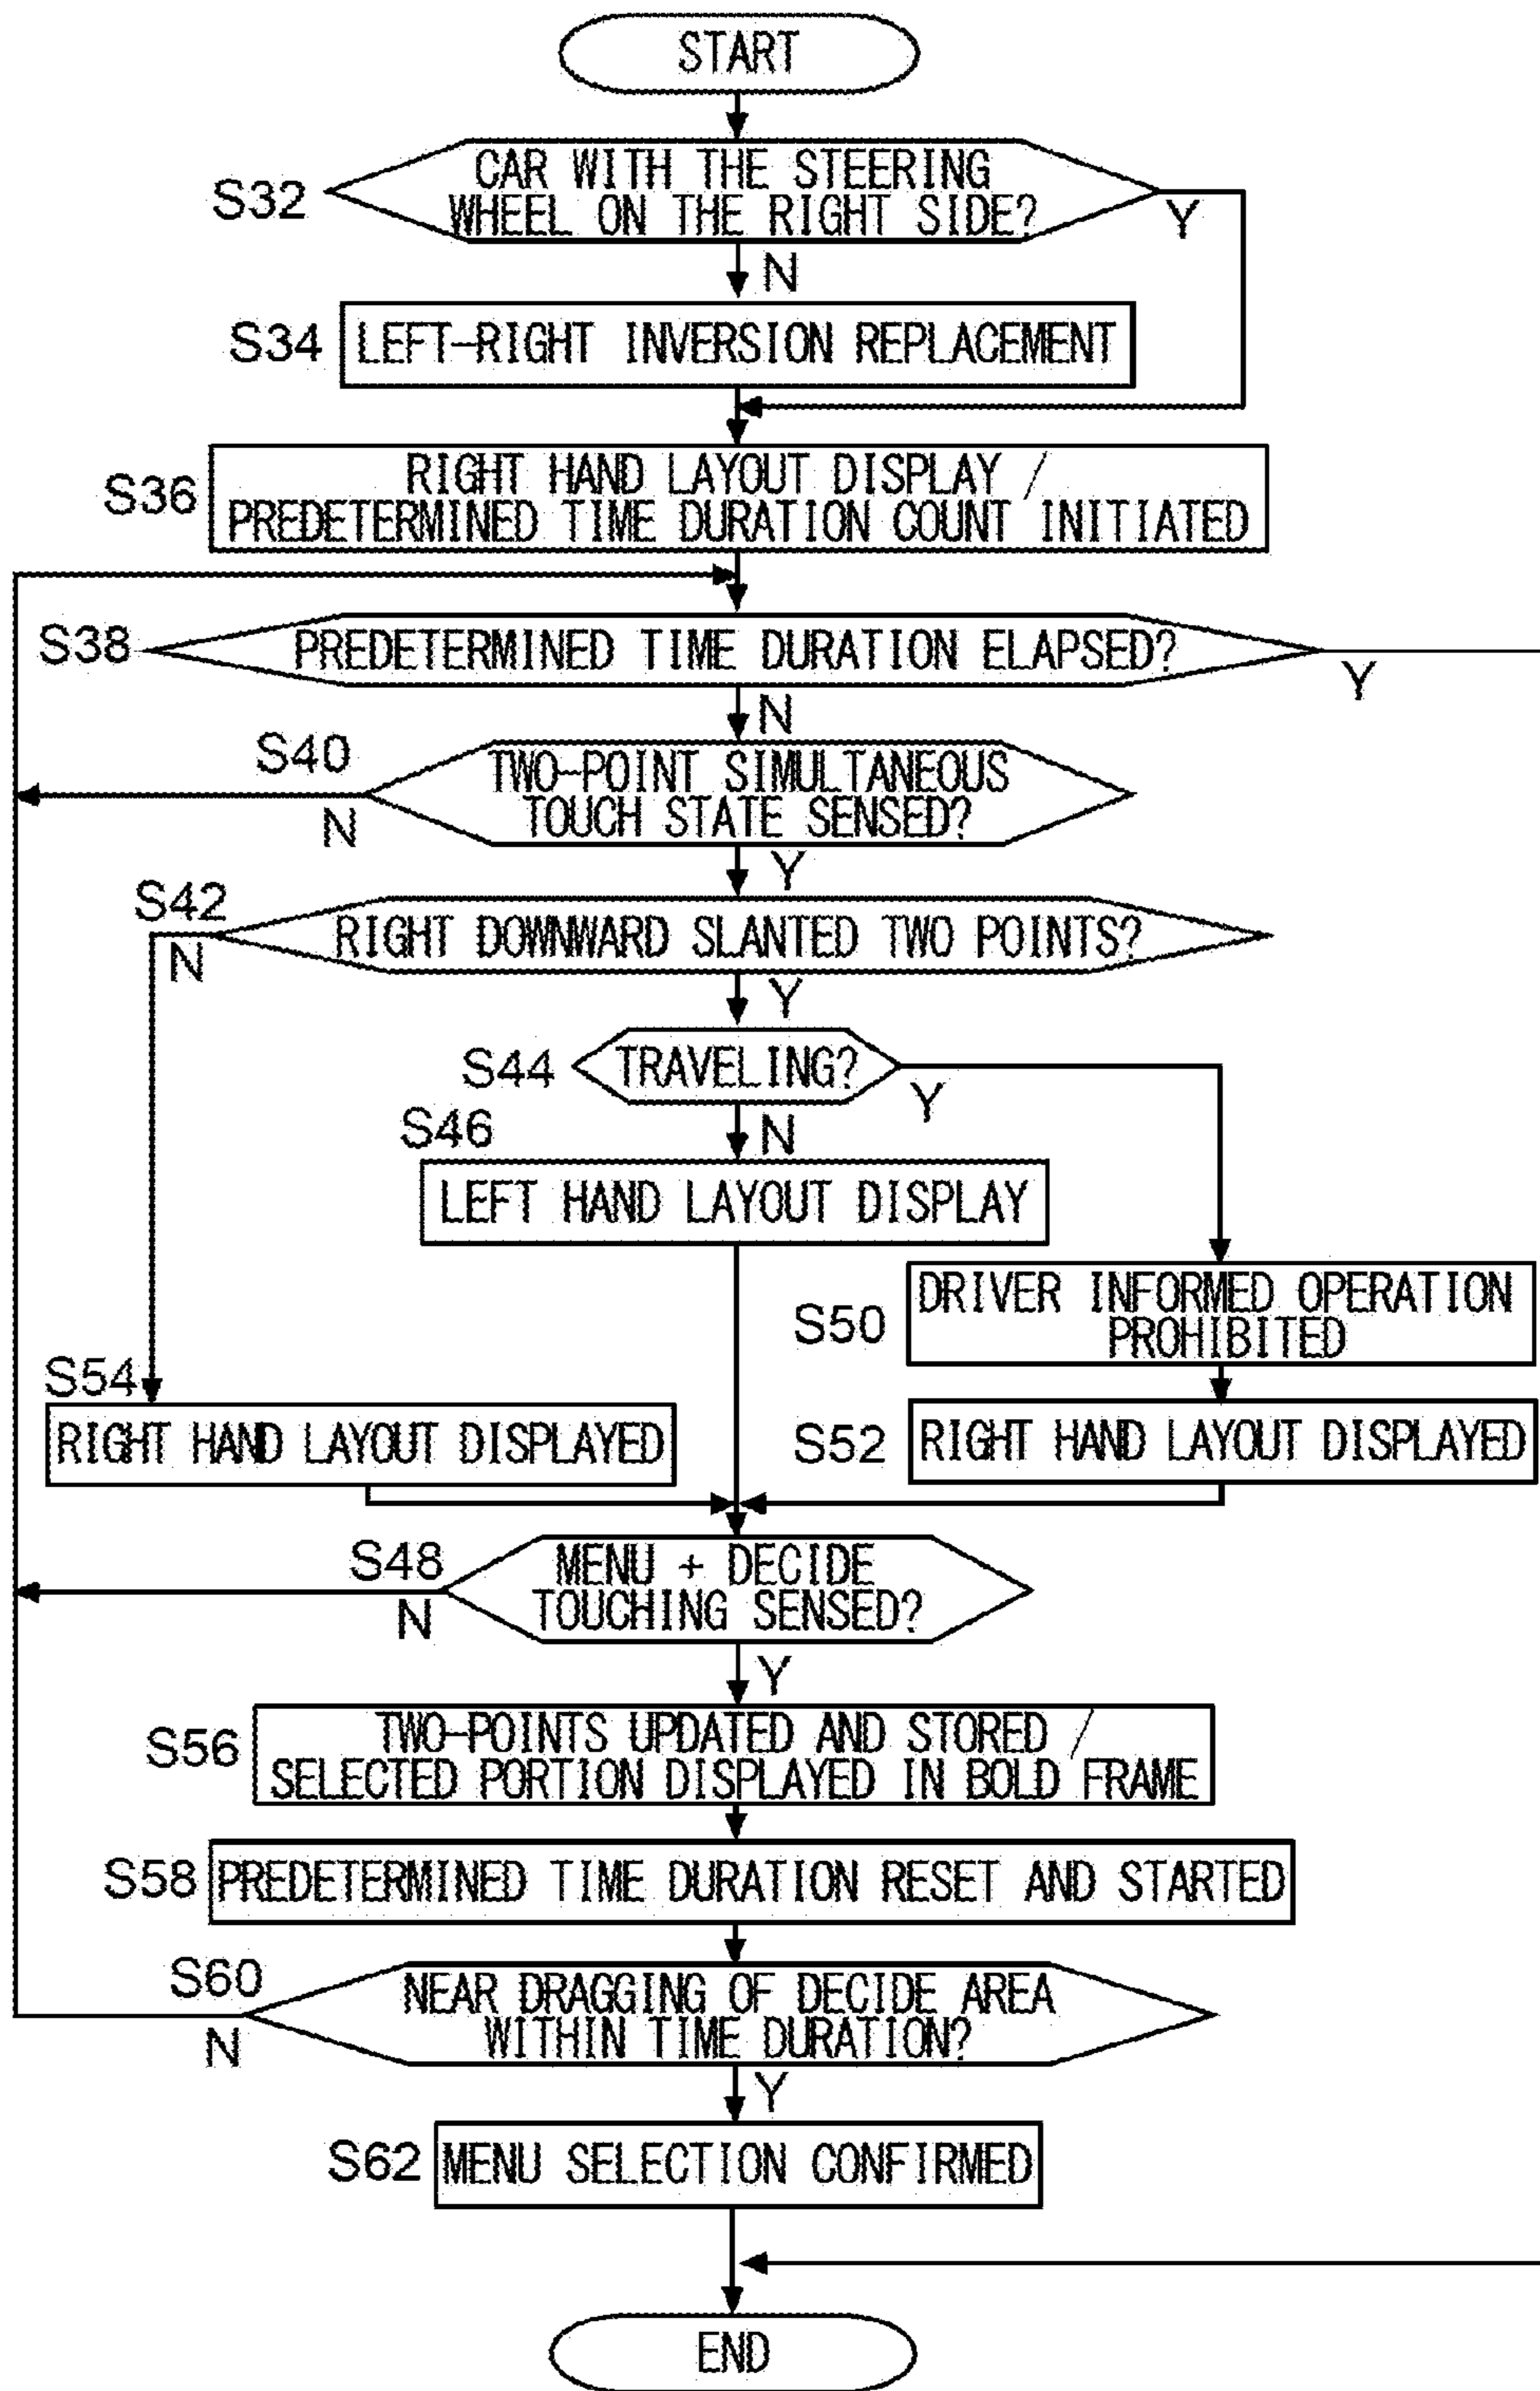 START
CAR WITH THE STEERING
WHEEL ON THE RIGHT SIDE?
S32
Y
N
S34
LEFT-RIGHT INVERSION REPLACEMENT
RIGHT HAND LAYOUT DISPLAY /
S36
PREDETERMINED TIME DURATION COUNT INITIATED
S38
PREDETERMINED TIME DURATION ELAPSED?
Y
N
S40
TWO-POINT SIMULTANEOUS
TOUCH STATE SENSED?
N
Y
S42
RIGHT DOWNWARD SLANTED TWO POINTS?
N
Y
S44
TRAVELING?
Y
N
S46
LEFT HAND LAYOUT DISPLAY
S50
DRIVER INFORMED OPERATION
PROHIBITED
S54
RIGHT HAND LAYOUT DISPLAYED
S52
RIGHT HAND LAYOUT DISPLAYED
S48
MENU + DECIDE
TOUCHING SENSED?
N
Y
S56
TWO-POINTS UPDATED AND STORED /
SELECTED PORTION DISPLAYED IN BOLD FRAME
S58
PREDETERMINED TIME DURATION RESET AND STARTED
S60
NEAR DRAGGING OF DECIDE AREA
WITHIN TIME DURATION?
N
Y
S62
MENU SELECTION CONFIRMED
END